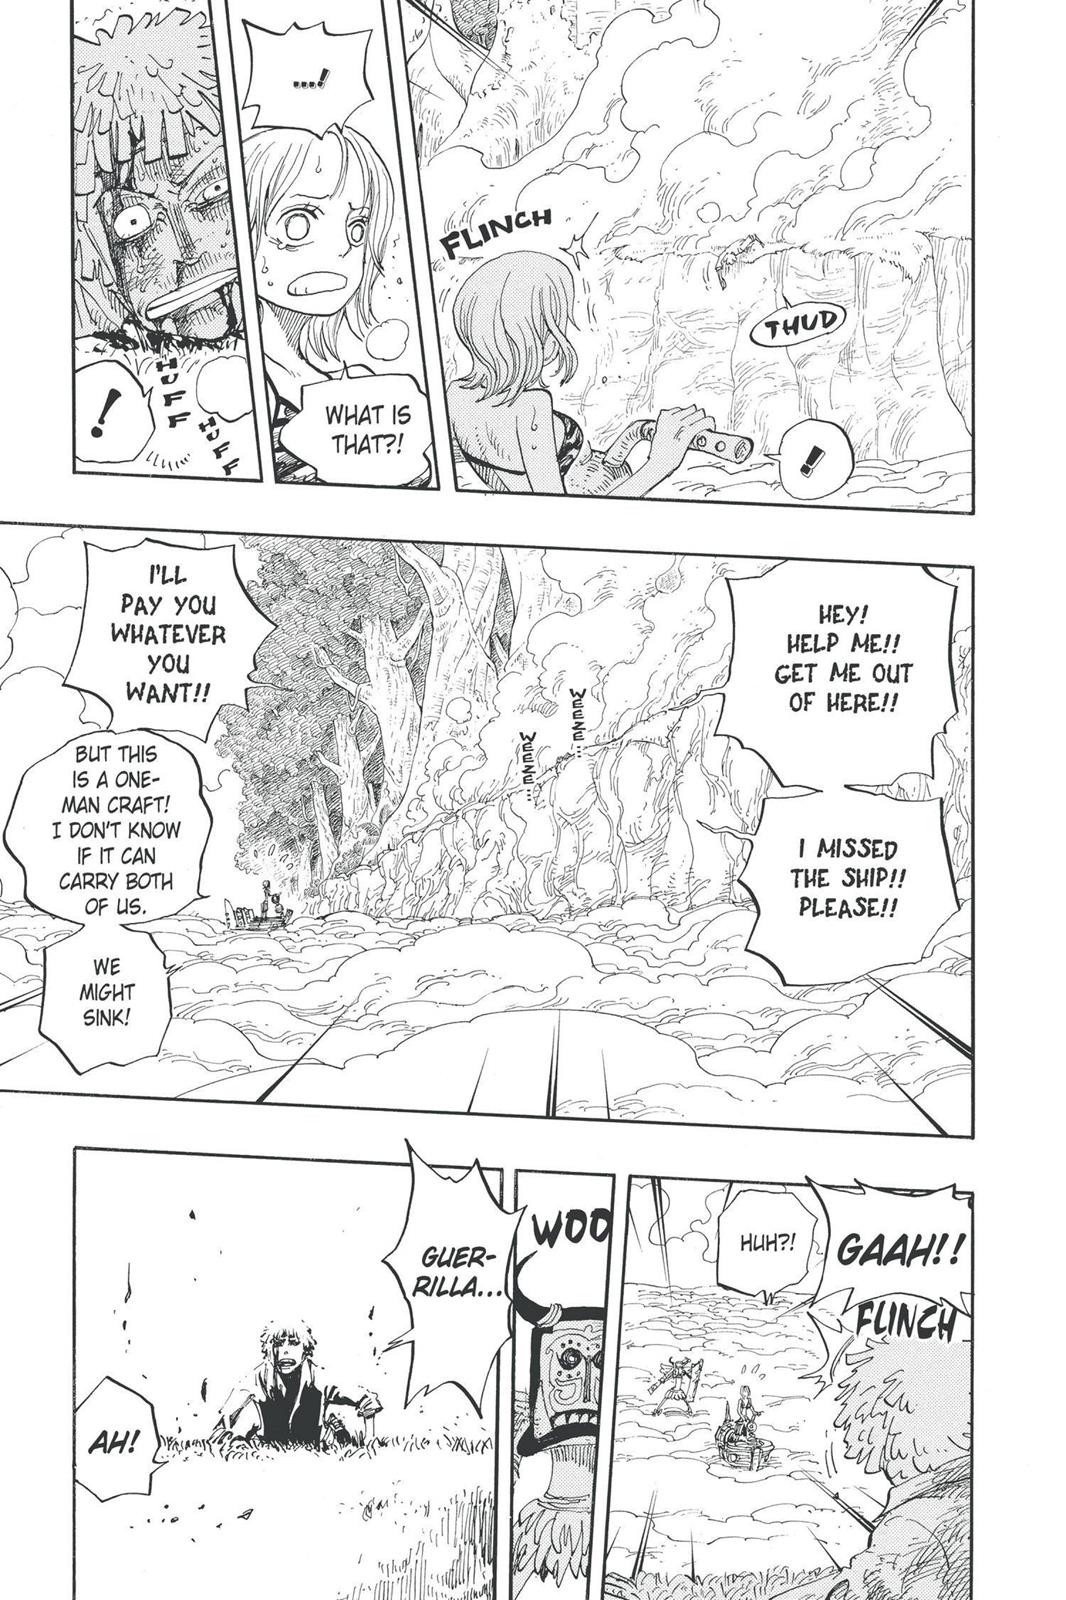 FLINCH
THUD
!
....!
WHAT IS
THAT?!
HUFF
HUFF
!
HEY!
HELP ME!!
GET ME OUT
OF HERE!!
I MISSED
THE SHIP!!
PLEASE!!
WEEZE...
WEEZE...
I'LL
PAY YOU
WHATEVER
YOU
WANT!!
BUT THIS
IS A ONE-
MAN CRAFT!
I DON'T KNOW
IF IT CAN
CARRY BOTH
OF US.
WE
MIGHT
SINK!
GAAH!!
FLINCH
HUH?!
WOO
GUER-
RILLA...
AH!